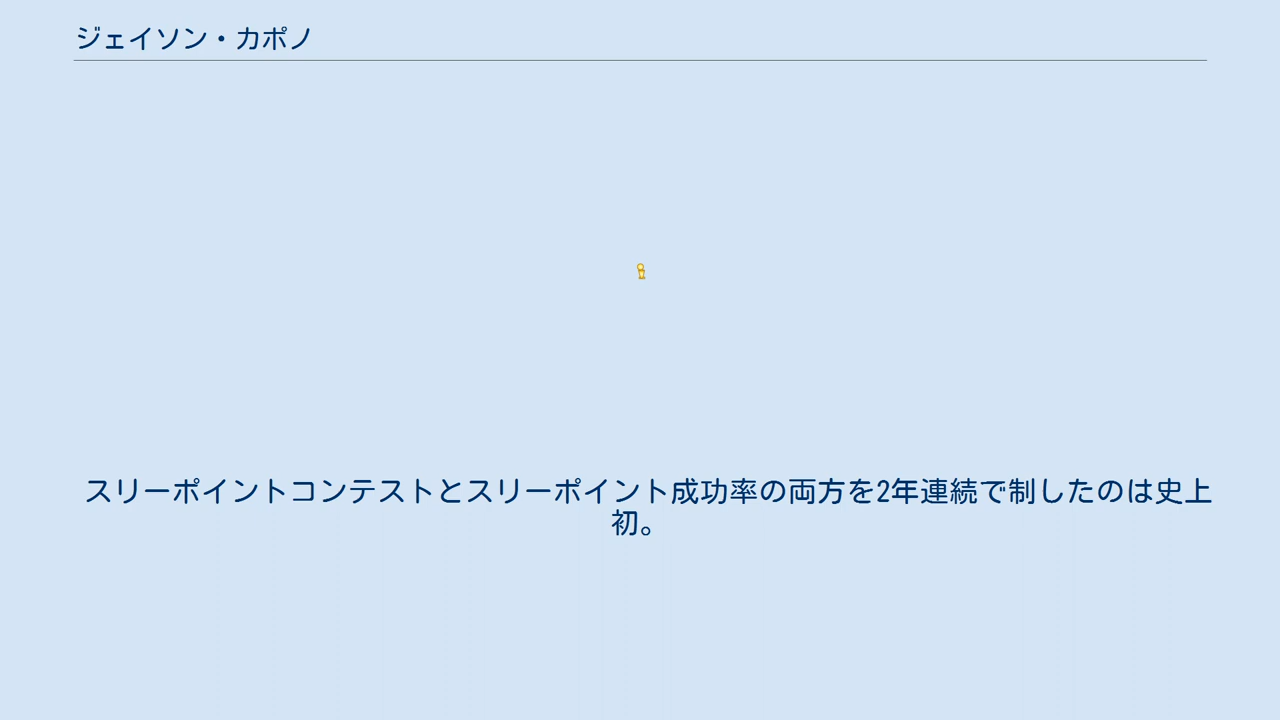 ジェイソン・カポノ
スリーポイントコンテストとスリーポイント成功率の両方を2年連続で制したのは史上
初。